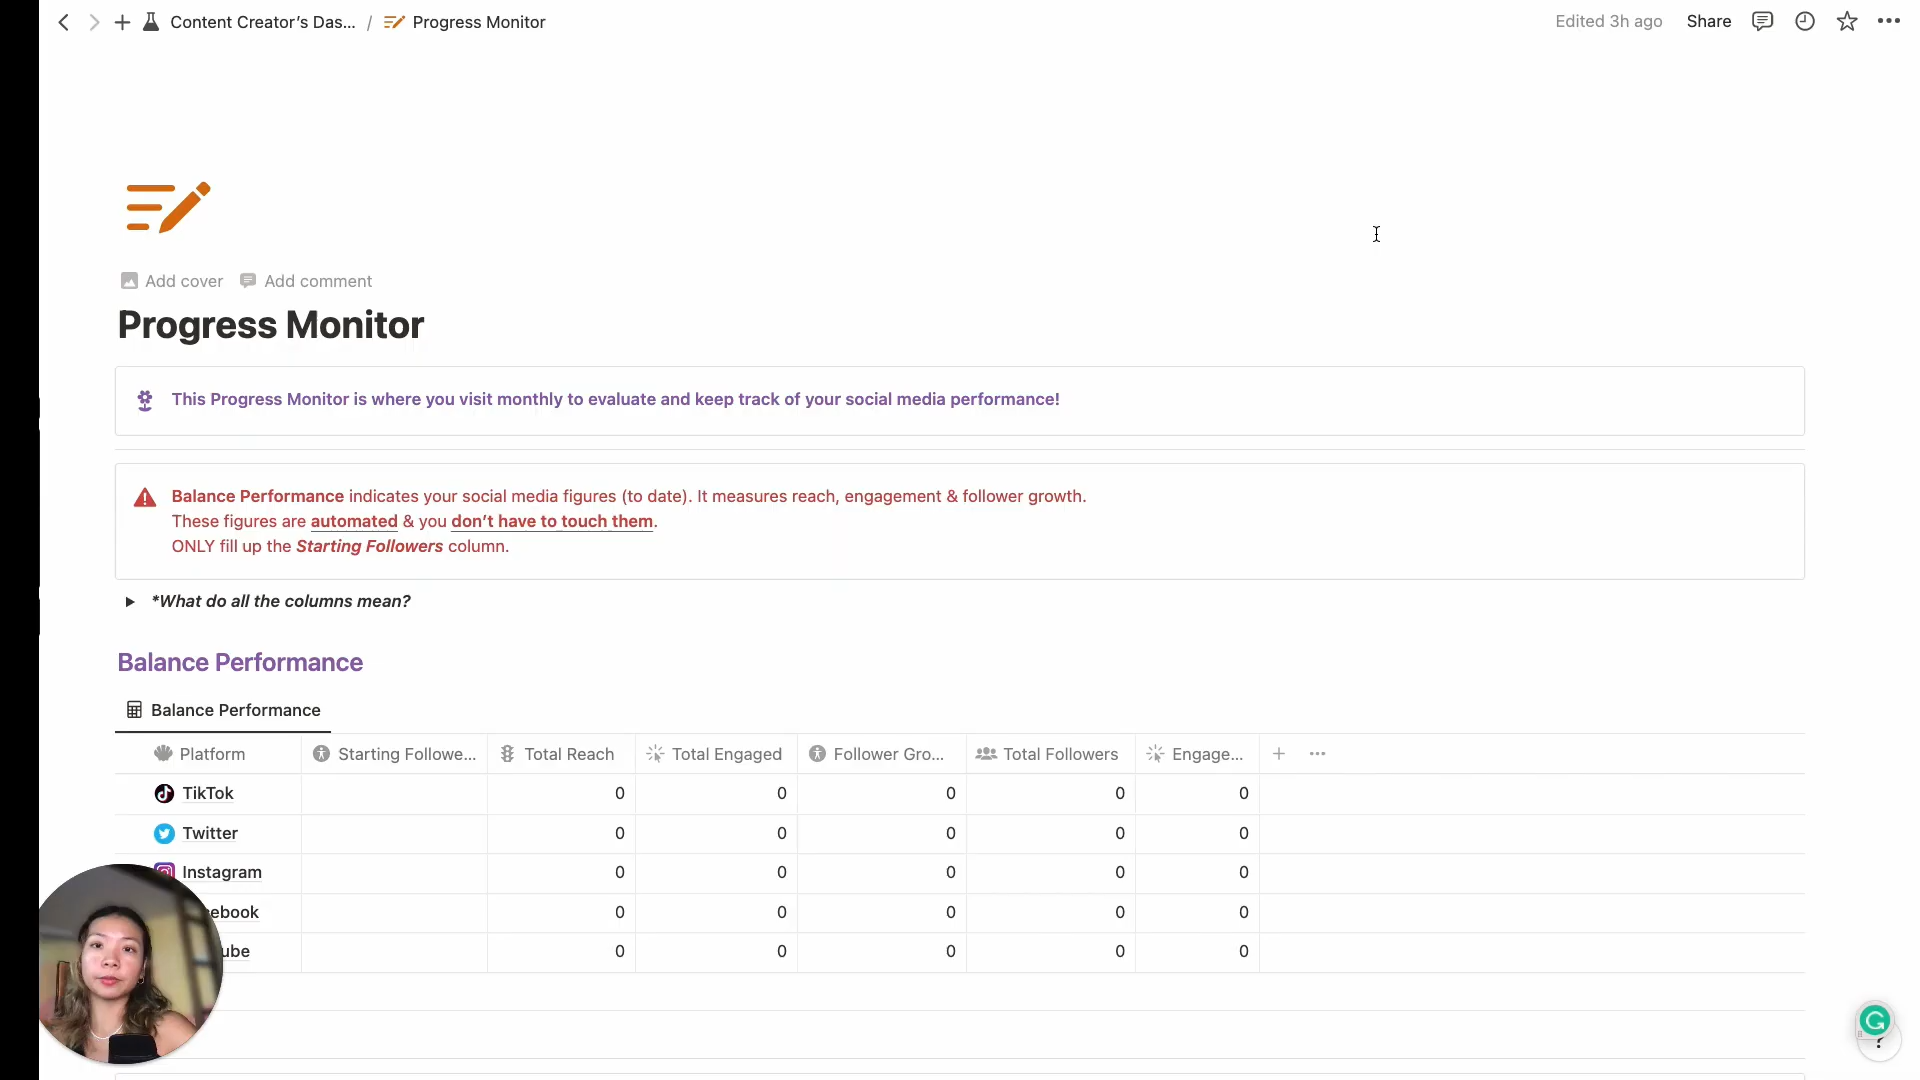 Content Creator's Das... / Progress Monitor
Edited 3h ago Share
Add cover Add comment
Progress Monitor
This Progress Monitor is where you visit monthly to evaluate and keep track of your social media performance!
Balance Performance indicates your social media figures (to date). It measures reach, engagement & follower growth.
These figures are automated & you don't have to touch them.
ONLY fill up the Starting Followers column.
*What do all the columns mean?
Balance Performance
Balance Performance
Platform Starting Followe... Total Reach Total Engaged Follower Gro... Total Followers Engage...
TikTok 0 0 0 0 0
Twitter 0 0 0 0 0
Instagram 0 0 0 0 0
ebook 0 0 0 0 0
ube 0 0 0 0 0
?